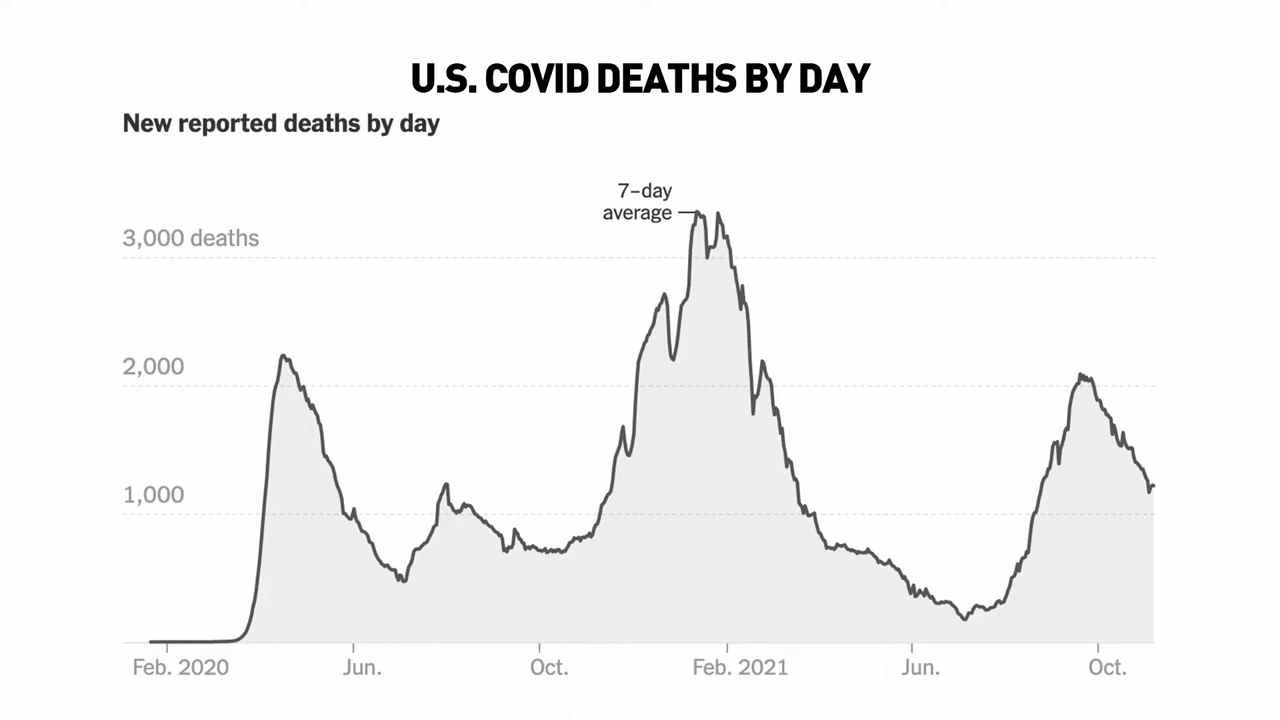 U.S. COVID DEATHS BY DAY
New reported deaths by day
7–day
average
3,000 deaths
2,000
1,000
Feb. 2020 Jun. Oct. Feb. 2021 Jun. Oct.